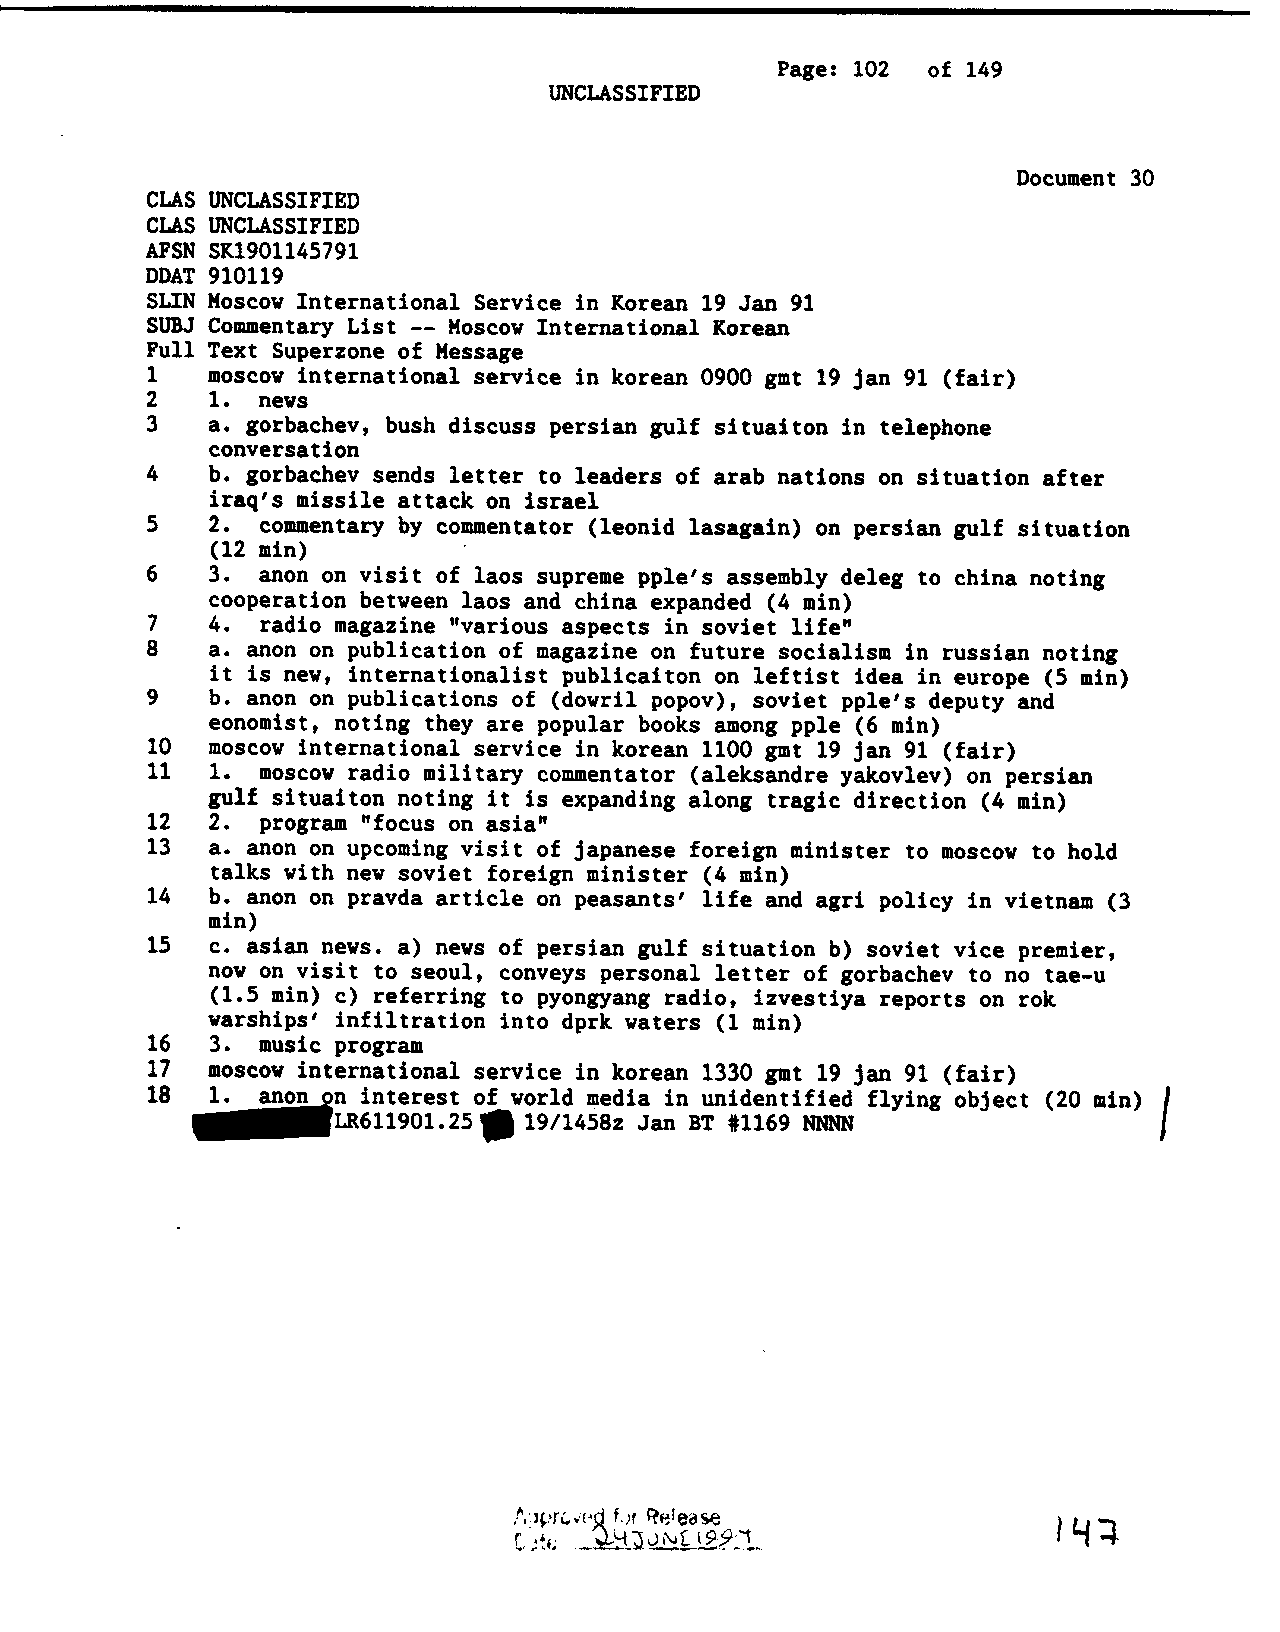 Page: 102 of 149
UNCLASSIFIED
Document 30
CLAS UNCLASSIFIED
CLAS UNCLASSIFIED
AFSN SK1901145791
DDAT 910119
SLIN Moscow International Service in Korean 19 Jan 91
SUBJ Commentary List -- Moscow International Korean
Full Text Superzone of Message
1 moscow international service in korean 0900 gmt 19 jan 91 (fair)
2 1. news
3 a. gorbachev, bush discuss persian gulf situaiton in telephone
conversation
4 b. gorbachev sends letter to leaders of arab nations on situation after
iraq's missile attack on israel
5 2. commentary by commentator (leonid lasagain) on persian gulf situation
(12 min)
6 3. anon on visit of laos supreme pple's assembly deleg to china noting
cooperation between laos and china expanded (4 min)
7 4. radio magazine "various aspects in soviet life"
8 a. anon on publication of magazine on future socialism in russian noting
it is new, internationalist publicaiton on leftist idea in europe (5 min)
9 b. anon on publications of (dowril popov), soviet pple's deputy and
eonomist, noting they are popular books among pple (6 min)
10 moscow international service in korean 1100 gmt 19 jan 91 (fair)
11 1. moscow radio military commentator (aleksandre yakovlev) on persian
gulf situaiton noting it is expanding along tragic direction (4 min)
12 2. program "focus on asia"
13 a. anon on upcoming visit of japanese foreign minister to moscow to hold
talks with new soviet foreign minister (4 min)
14 b. anon on pravda article on peasants' life and agri policy in vietnam (3
min)
15 c. asian news. a) news of persian gulf situation b) soviet vice premier,
now on visit to seoul, conveys personal letter of gorbachev to no tae-u
(1.5 min) c) referring to pyongyang radio, izvestiya reports on rok
warships' infiltration into dprk waters (1 min)
16 3. music program
17 moscow international service in korean 1330 gmt 19 jan 91 (fair)
18 1. anon on interest of world media in unidentified flying object (20 min)
LR611901.25 19/1458z Jan BT #1169 NNNN
Approved for Release
Date 24 JUNE 1997
147